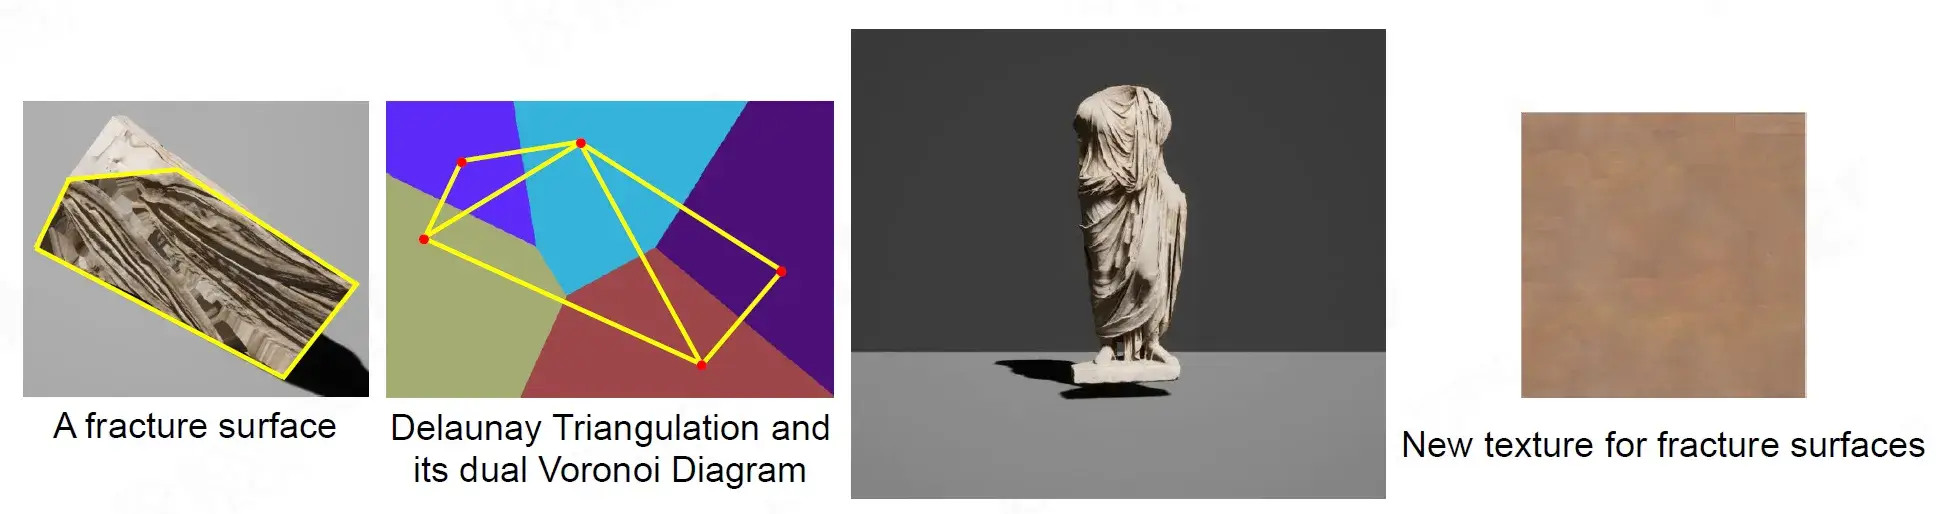 A fracture surface
Delaunay Triangulation and
its dual Voronoi Diagram
New texture for fracture surfaces